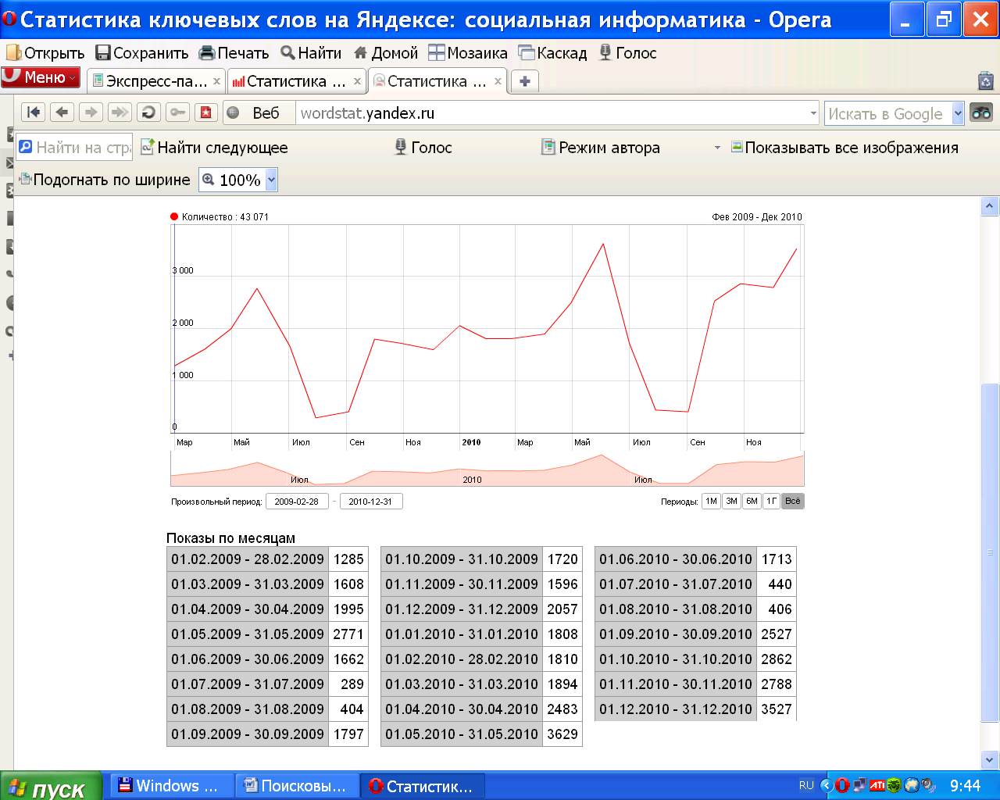 Статистика ключевых слов на Яндексе: социальная информатика - Opera
Открыть Сохранить Печать Найти Домой Мозаика Каскад Голос
Меню Экспресс-па... Статистика ... Статистика ...
Веб wordstat.yandex.ru Искать в Google
Найти на стра Найти следующее Голос Режим автора Показывать все изображения
Подогнать по ширине 100%
Количество : 43 071 Фев 2009 - Дек 2010
3 000
2 000
1 000
0
Мар Май Июл Сен Ноя 2010 Мар Май Июл Сен Ноя
Июл 2010 Июл
Произвольный период: 2009-02-28 - 2010-12-31 Периоды: 1М 3М 6М 1Г Всё
Показы по месяцам
01.02.2009 - 28.02.2009 1285 01.10.2009 - 31.10.2009 1720 01.06.2010 - 30.06.2010 1713
01.03.2009 - 31.03.2009 1608 01.11.2009 - 30.11.2009 1596 01.07.2010 - 31.07.2010 440
01.04.2009 - 30.04.2009 1995 01.12.2009 - 31.12.2009 2057 01.08.2010 - 31.08.2010 406
01.05.2009 - 31.05.2009 2771 01.01.2010 - 31.01.2010 1808 01.09.2010 - 30.09.2010 2527
01.06.2009 - 30.06.2009 1662 01.02.2010 - 28.02.2010 1810 01.10.2010 - 31.10.2010 2862
01.07.2009 - 31.07.2009 289 01.03.2010 - 31.03.2010 1894 01.11.2010 - 30.11.2010 2788
01.08.2009 - 31.08.2009 404 01.04.2010 - 30.04.2010 2483 01.12.2010 - 31.12.2010 3527
01.09.2009 - 30.09.2009 1797 01.05.2010 - 31.05.2010 3629
пуск Windows ... Поисковы... Статистик... RU ATI 9:44